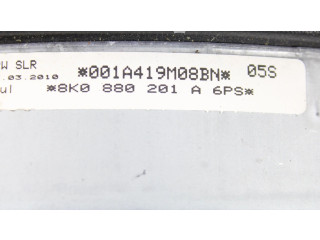 W SLR
.03.2010 *001A419M08BN* 05S
ul *8K0 880 201 A 6PS*